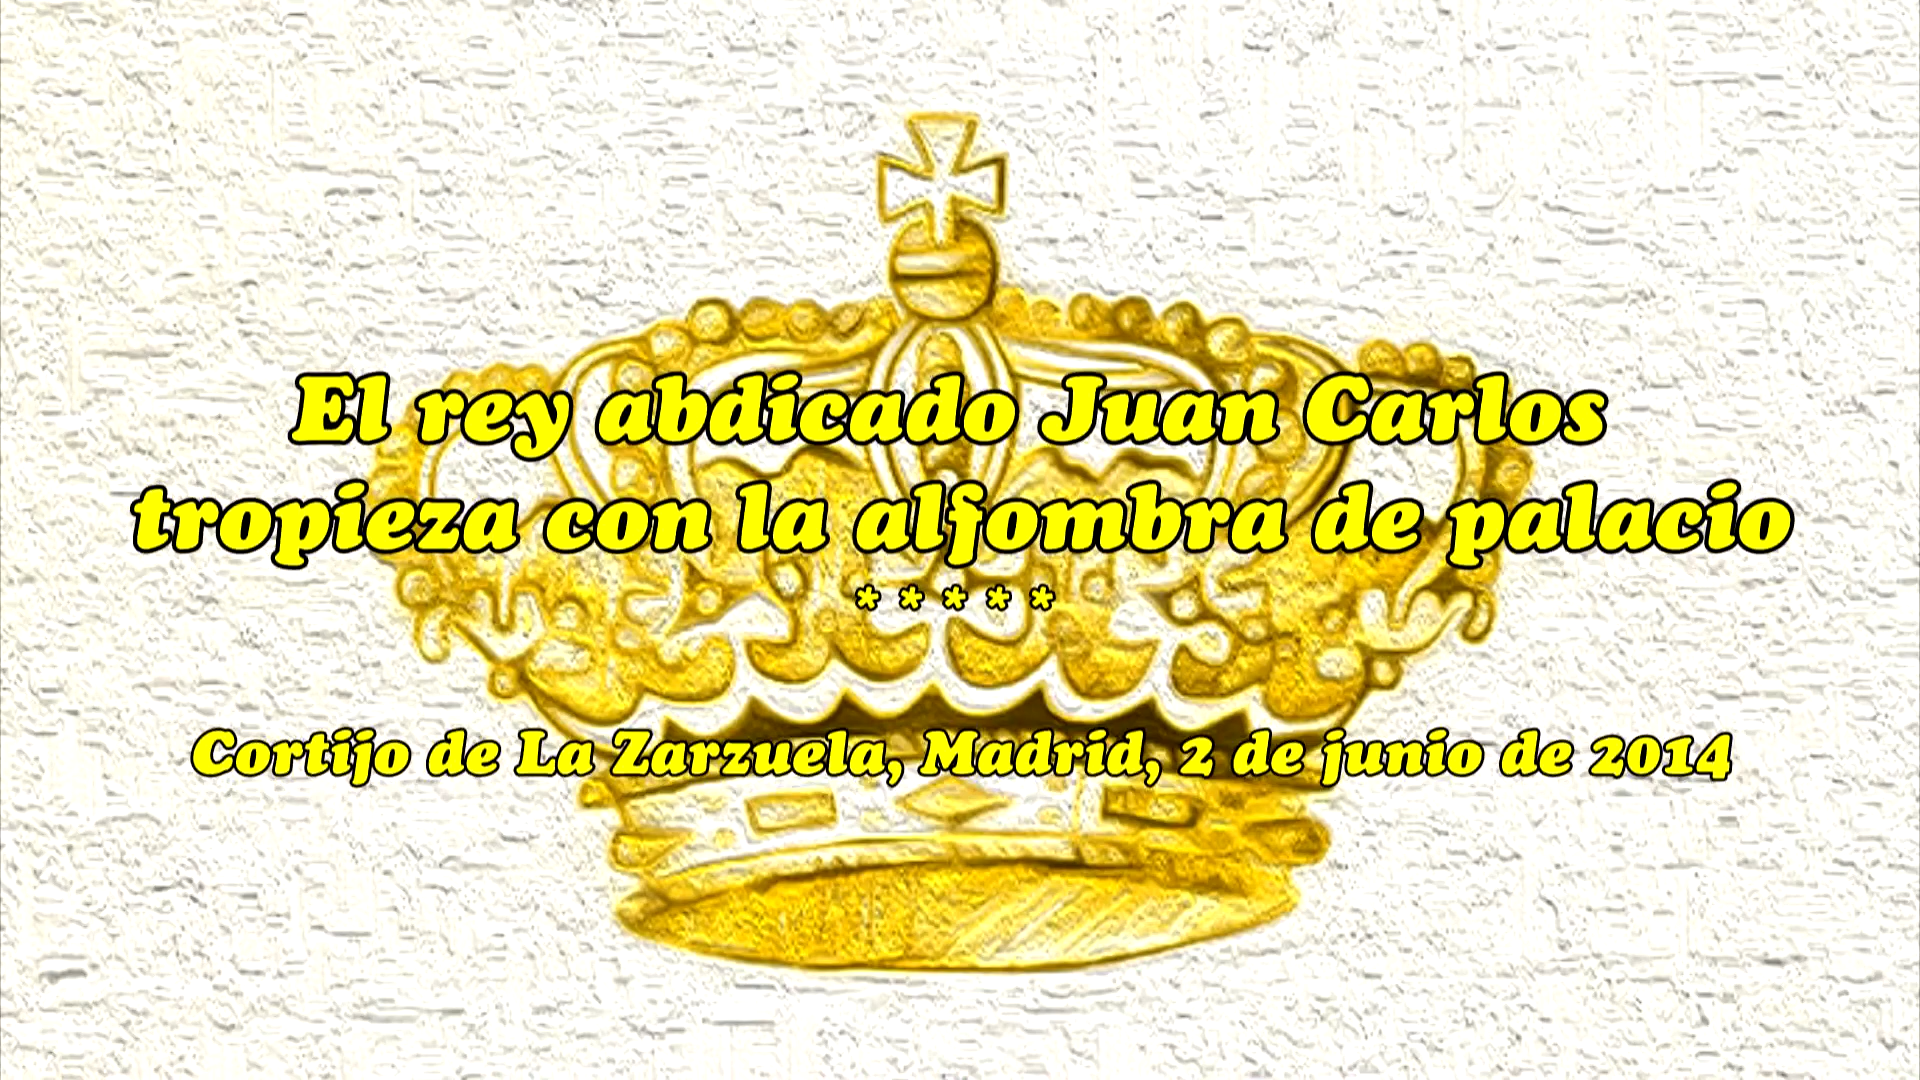 El rey abdicado Juan Carlos
tropieza con la alfombra de palacio
* * * * *
Cortijo de La Zarzuela, Madrid, 2 de junio de 2014